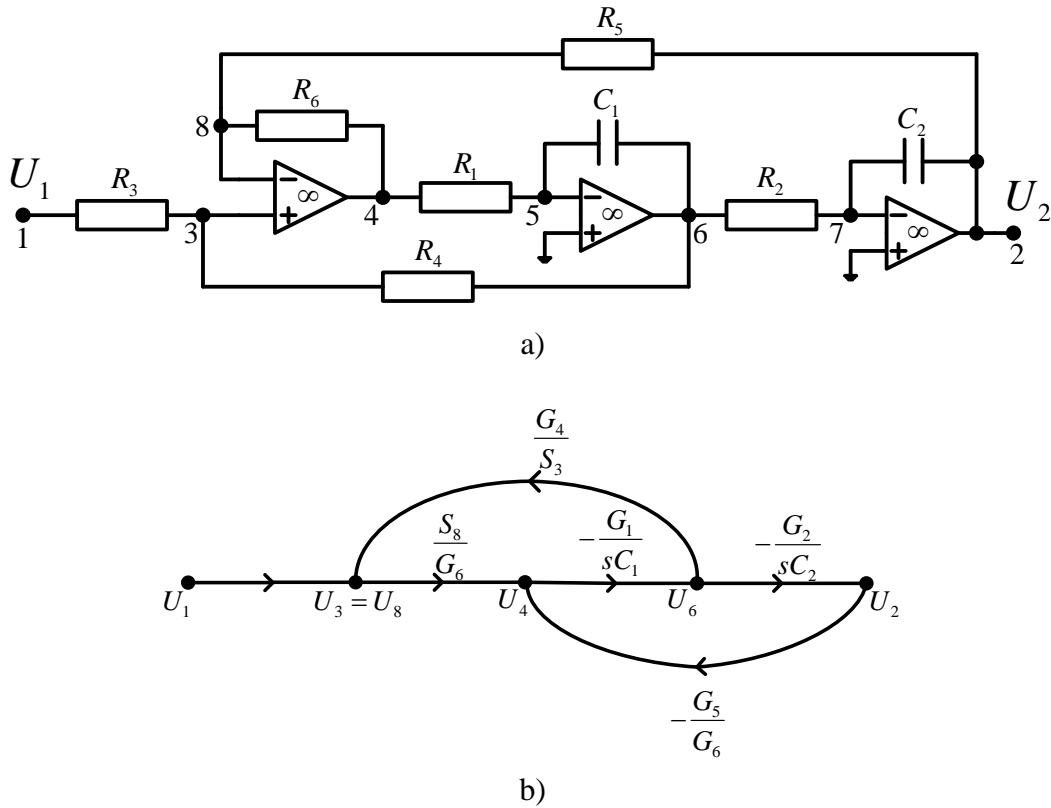 R₅
R₆
C₁
C₂
8
U₁
R₃
R₁
R₂
U₂
− ∞ +
− ∞ +
− ∞ +
1
3
4
5
6
7
2
R₄
a)
G₄/S₃
S₈/G₆
−G₁/sC₁
−G₂/sC₂
U₁
U₃ = U₈
U₄
U₆
U₂
−G₅/G₆
b)